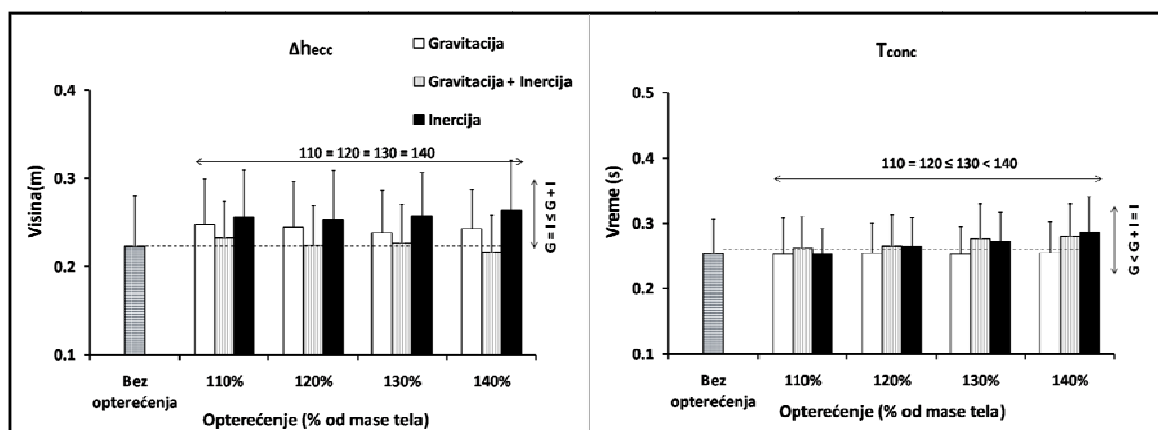 Δhecc
Gravitacija
Gravitacija + Inercija
Inercija
0.4
0.3
0.2
0.1
Visina(m)
110 = 120 = 130 = 140
G = I ≤ G + I
Bez opterećenja
110%
120%
130%
140%
Opterećenje (% od mase tela)
Tconc
0.5
0.4
0.3
0.2
0.1
Vreme (s)
110 = 120 ≤ 130 < 140
G < G + I = I
Bez opterećenja
110%
120%
130%
140%
Opterećenje (% od mase tela)